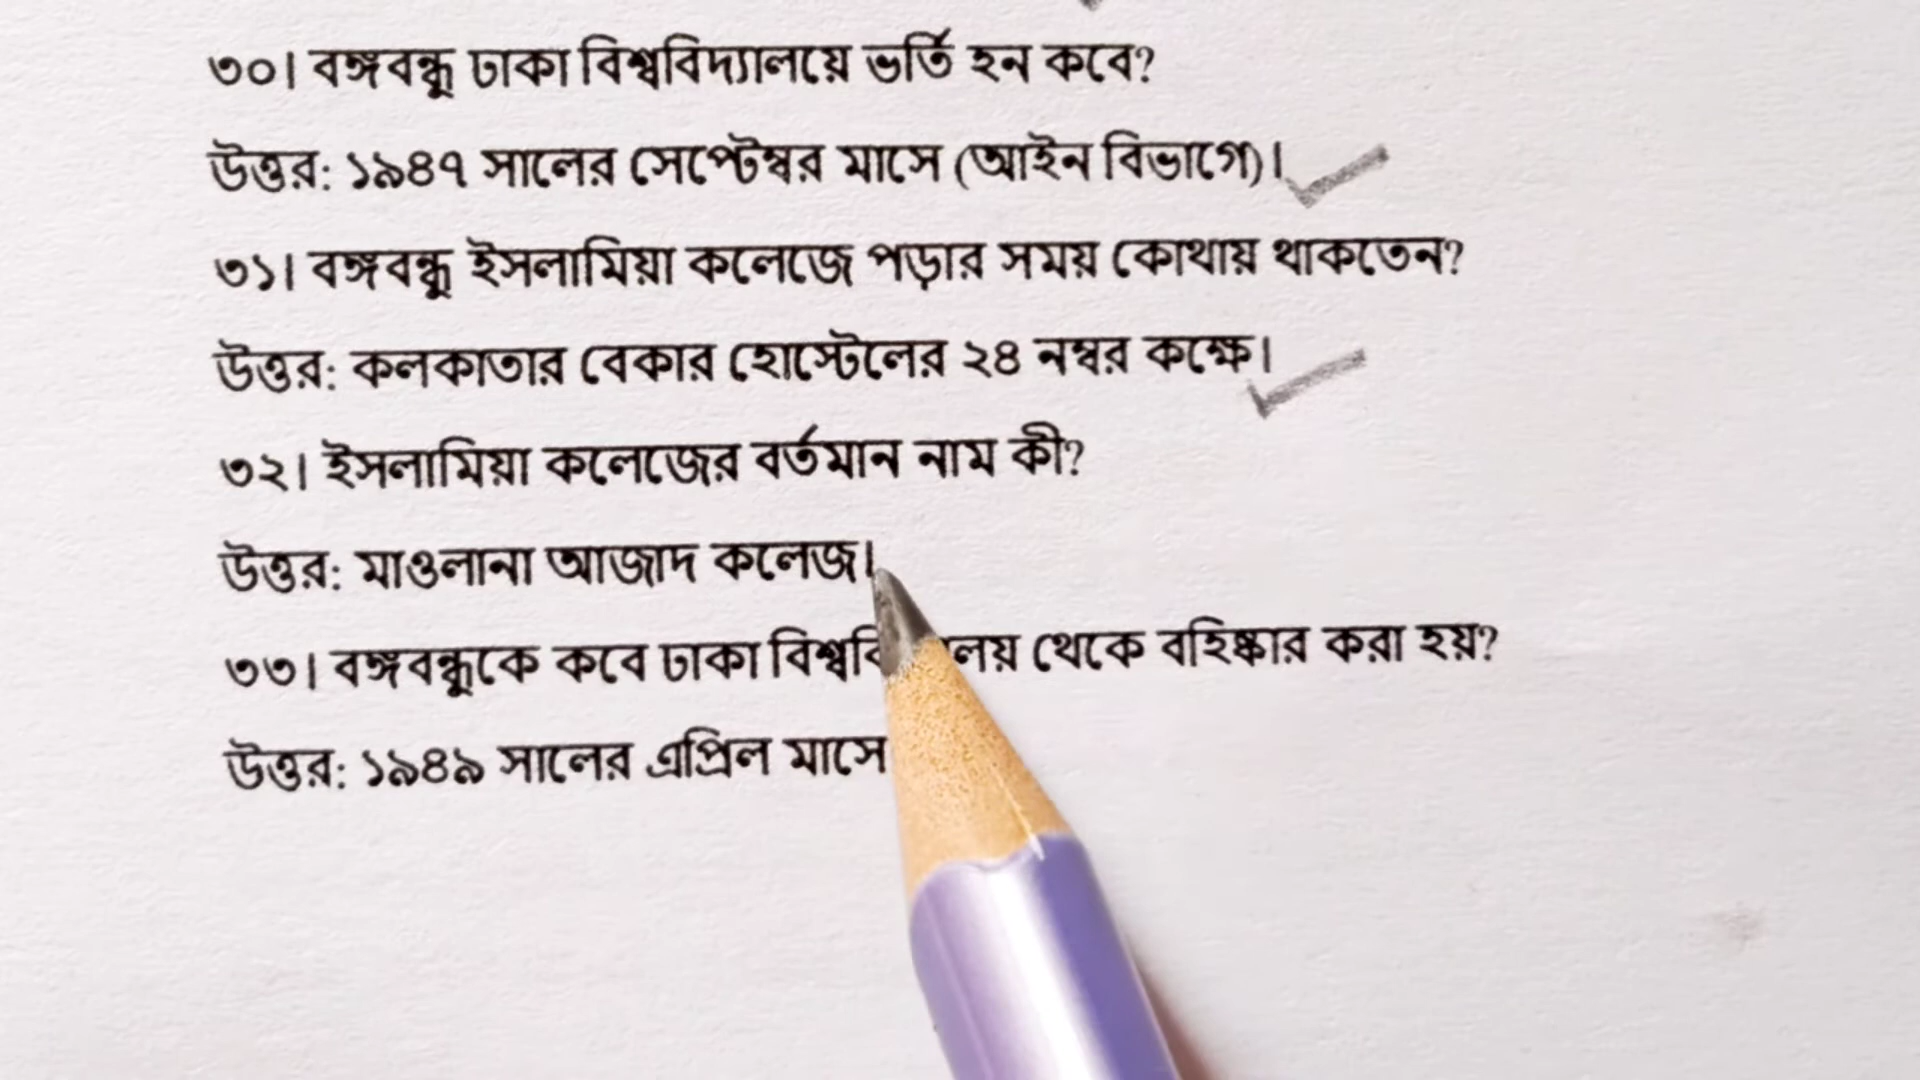 ৩০। বঙ্গবন্ধু ঢাকা বিশ্ববিদ্যালয়ে ভর্তি হন কবে?
উত্তর: ১৯৪৭ সালের সেপ্টেম্বর মাসে (আইন বিভাগে)।
৩১। বঙ্গবন্ধু ইসলামিয়া কলেজে পড়ার সময় কোথায় থাকতেন?
উত্তর: কলকাতার বেকার হোস্টেলের ২৪ নম্বর কক্ষে।
৩২। ইসলামিয়া কলেজের বর্তমান নাম কী?
উত্তর: মাওলানা আজাদ কলেজ।
৩৩। বঙ্গবন্ধুকে কবে ঢাকা থেকে বহিষ্কার করা হয়?
উত্তর: ১৯৪৯ সালের এপ্রিল মাসে